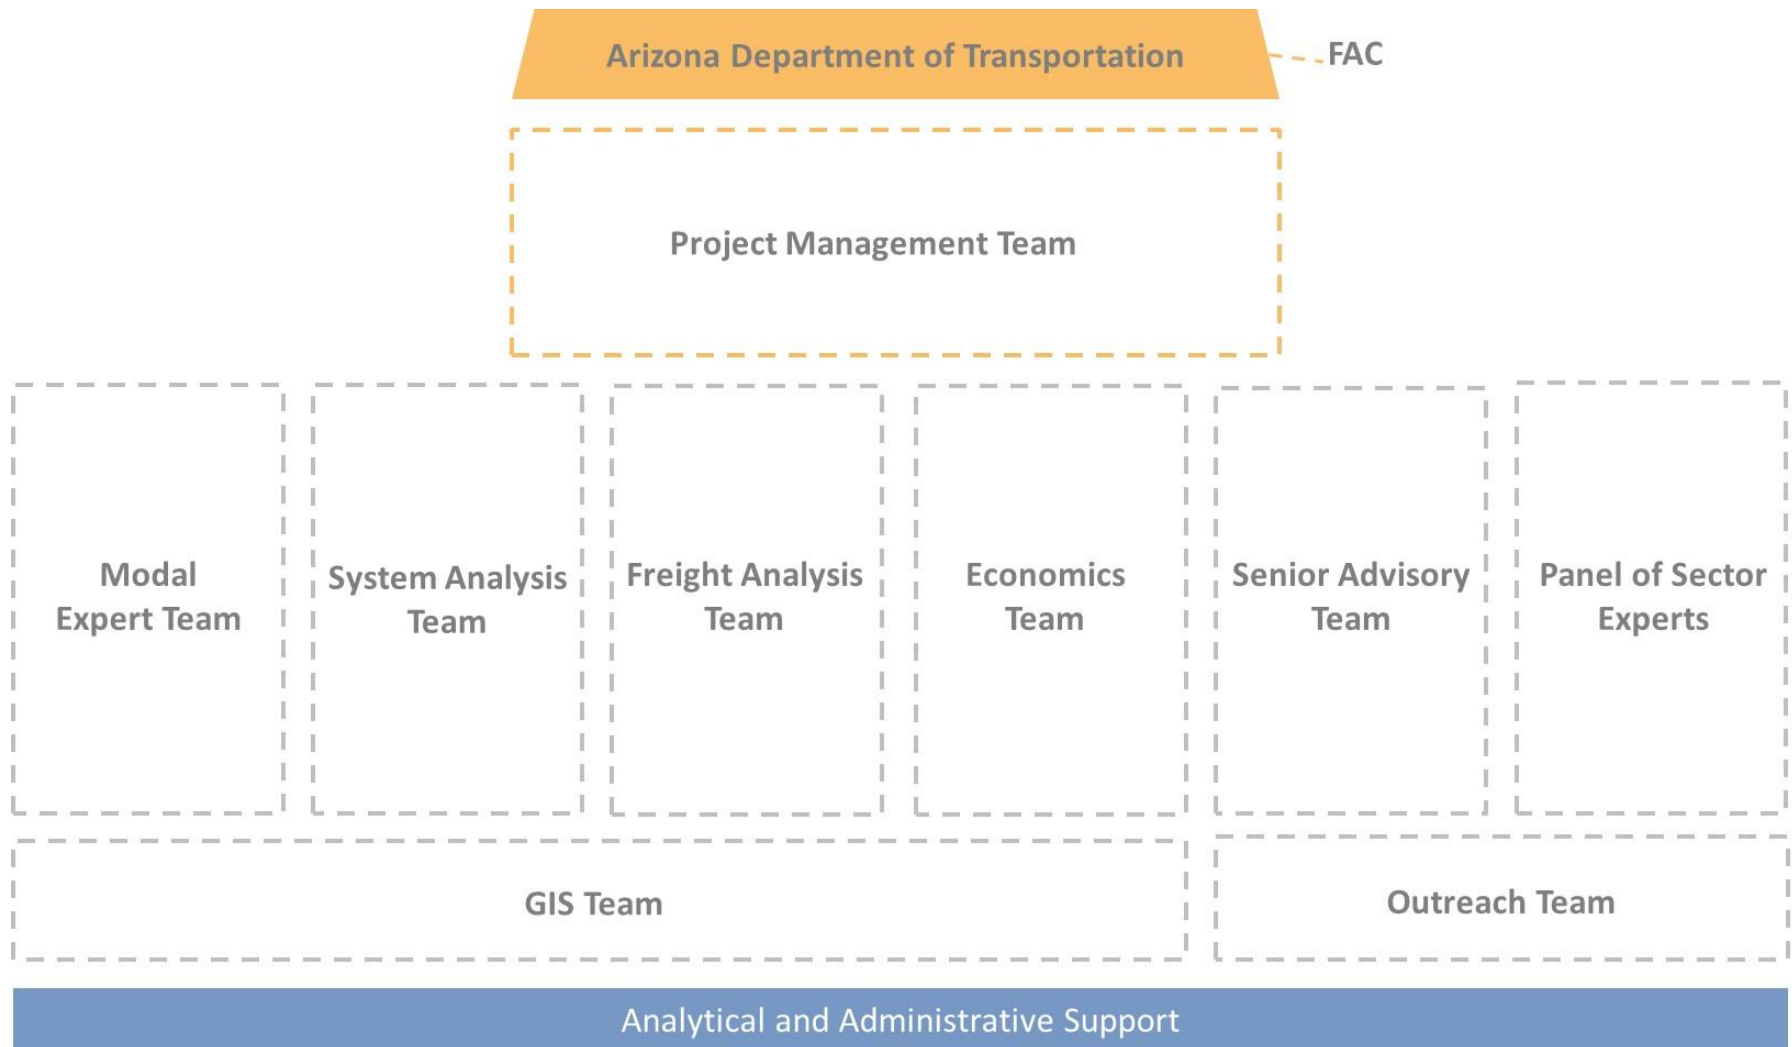 Arizona Department of Transportation
FAC
Project Management Team
Modal
Expert Team
System Analysis
Team
Freight Analysis
Team
Economics
Team
Senior Advisory
Team
Panel of Sector
Experts
GIS Team
Outreach Team
Analytical and Administrative Support